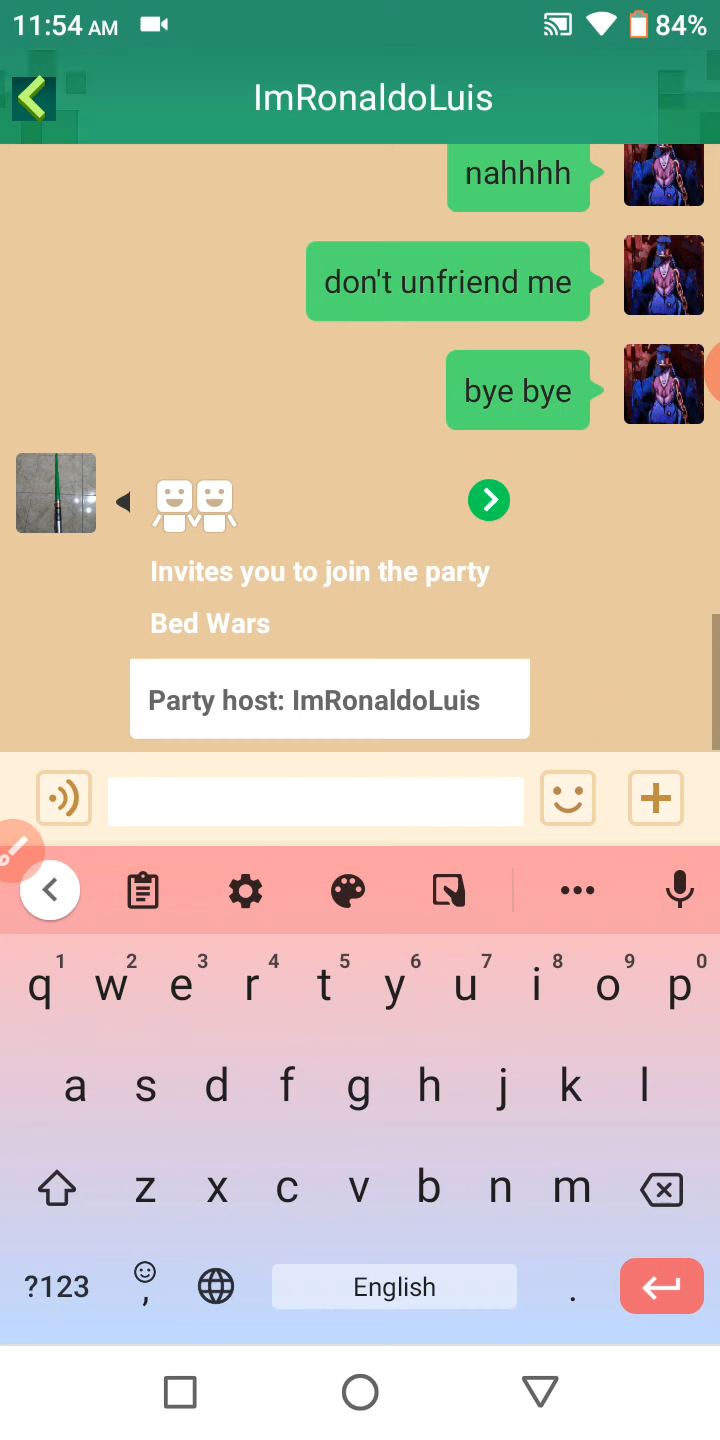 11:54 AM 84%
ImRonaldoLuis
nahhhh
don't unfriend me
bye bye
Invites you to join the party
Bed Wars
Party host: ImRonaldoLuis
1 2 3 4 5 6 7 8 9 0
q w e r t y u i o p
a s d f g h j k l
z x c v b n m
?123 , English .